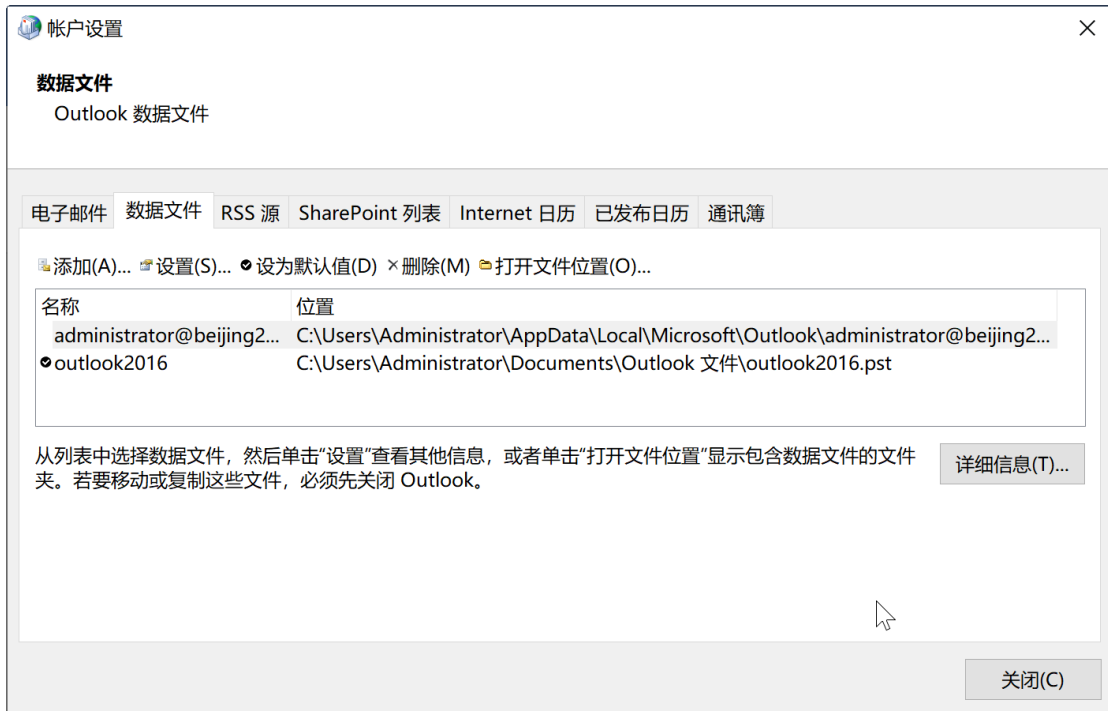 帐户设置
数据文件
Outlook 数据文件
电子邮件 数据文件 RSS 源 SharePoint 列表 Internet 日历 已发布日历 通讯簿
添加(A)... 设置(S)... 设为默认值(D) 删除(M) 打开文件位置(O)...
名称 位置
administrator@beijing2... C:\Users\Administrator\AppData\Local\Microsoft\Outlook\administrator@beijing2...
outlook2016 C:\Users\Administrator\Documents\Outlook 文件\outlook2016.pst
从列表中选择数据文件，然后单击“设置”查看其他信息，或者单击“打开文件位置”显示包含数据文件的文件
夹。若要移动或复制这些文件，必须先关闭 Outlook。
详细信息(T)...
关闭(C)